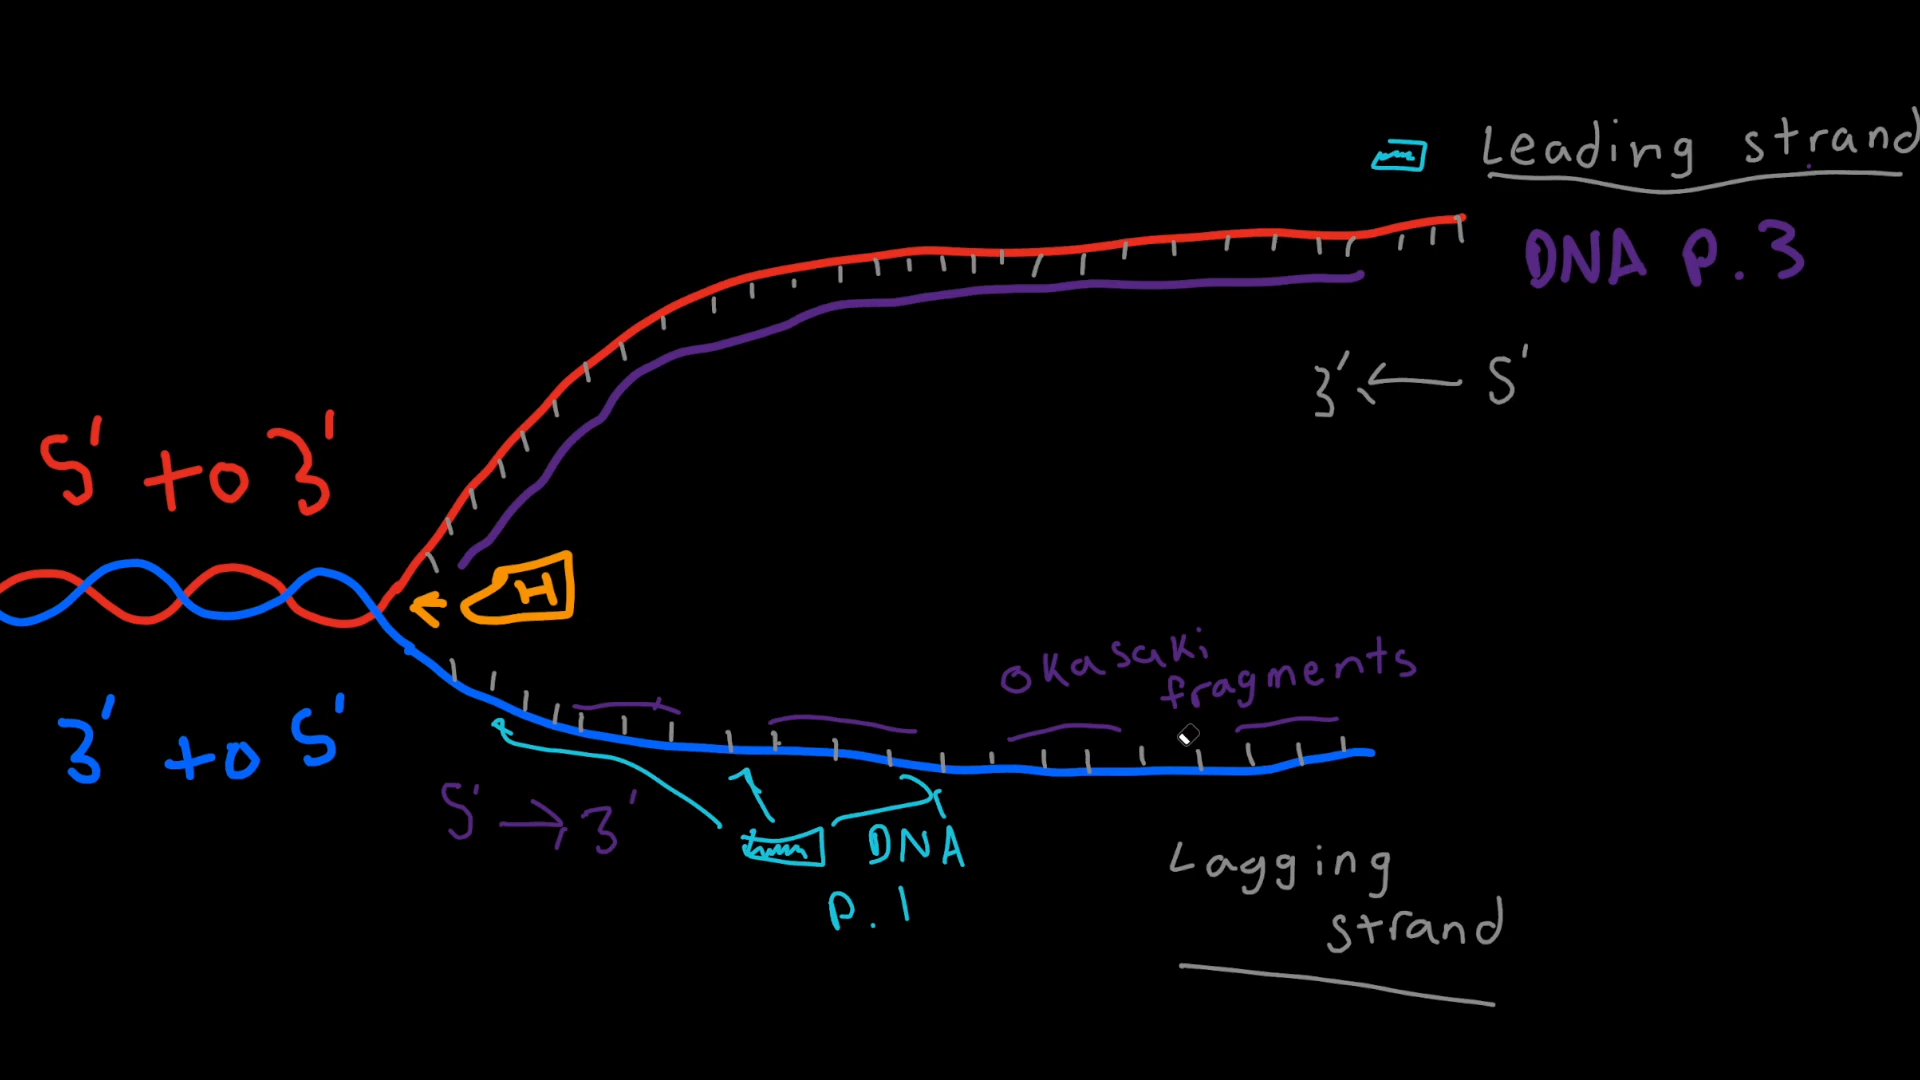 Leading strand
DNA P.3
3' ← 5'
5' to 3'
H
okasaki
fragments
3' to 5'
5' → 3'
DNA
P.1
Lagging
strand